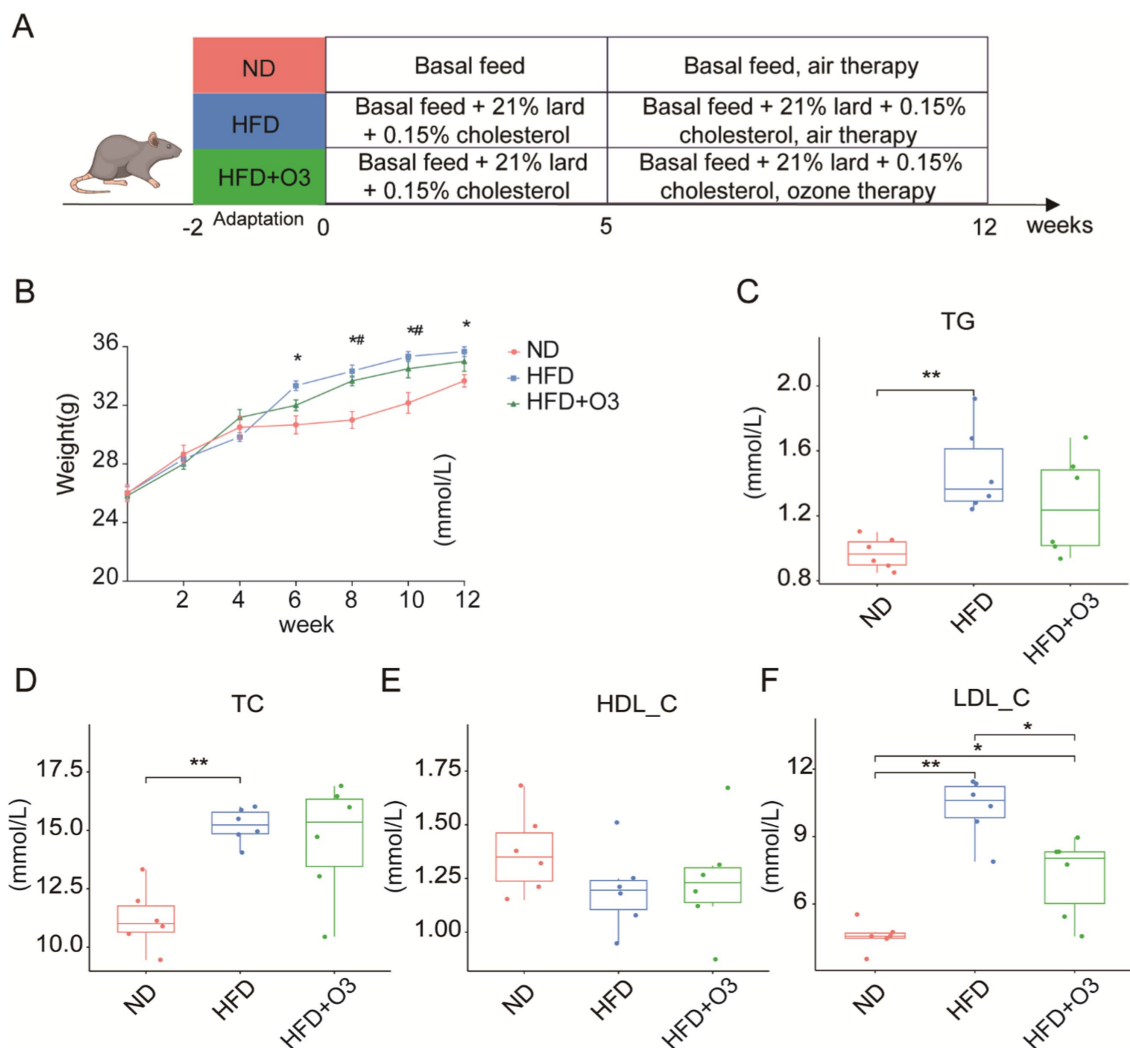 A
ND
Basal feed
Basal feed, air therapy
HFD
Basal feed + 21% lard
+ 0.15% cholesterol
Basal feed + 21% lard + 0.15%
cholesterol, air therapy
HFD+O3
Basal feed + 21% lard
+ 0.15% cholesterol
Basal feed + 21% lard + 0.15%
cholesterol, ozone therapy
Adaptation
-2
0
5
12
weeks
B
Weight(g)
36
32
28
24
20
2
4
6
8
10
12
week
*
*#
*#
*
ND
HFD
HFD+O3
(mmol/L)
C
TG
(mmol/L)
2.0
1.6
1.2
0.8
**
ND
HFD
HFD+O3
D
TC
(mmol/L)
17.5
15.0
12.5
10.0
**
ND
HFD
HFD+O3
E
HDL_C
(mmol/L)
1.75
1.50
1.25
1.00
ND
HFD
HFD+O3
F
LDL_C
12
9
6
*
*
**
ND
HFD
HFD+O3
(mmol/L)